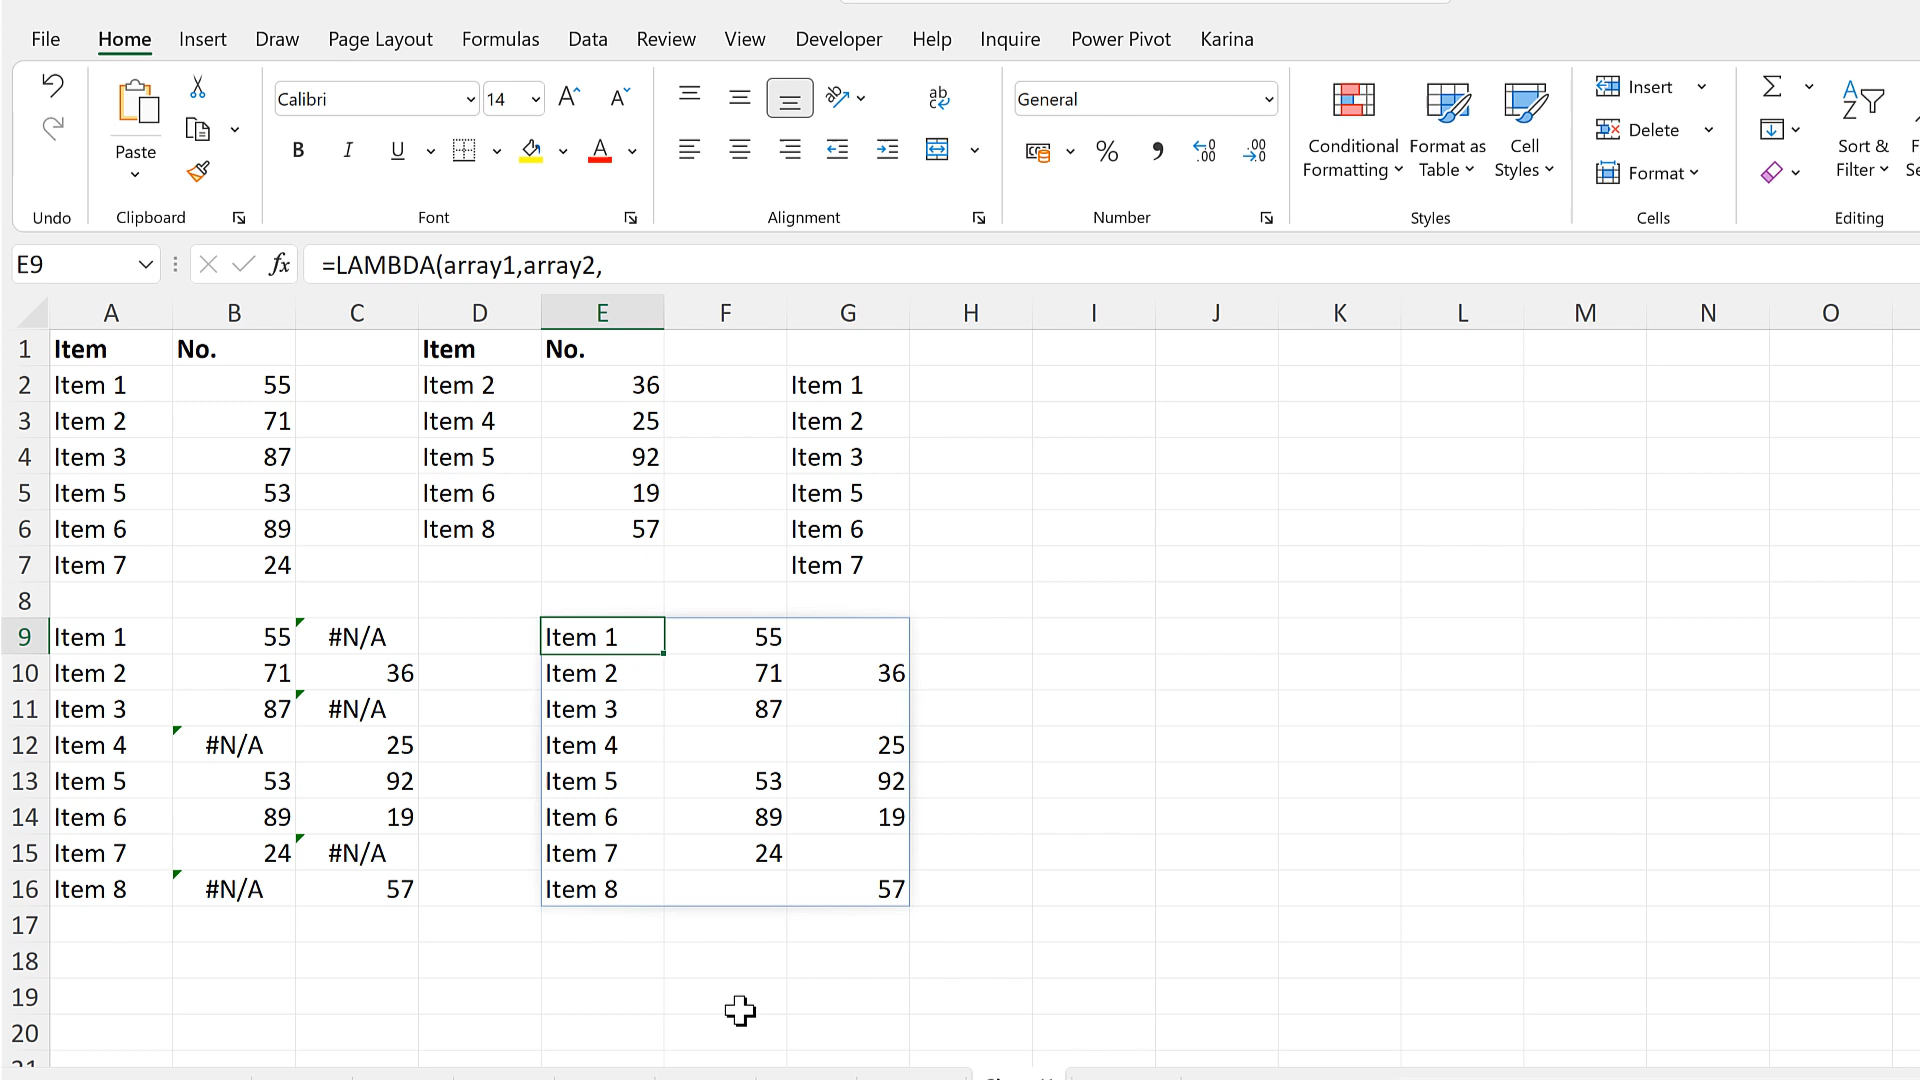 File Home Insert Draw Page Layout Formulas Data Review View Developer Help Inquire Power Pivot Karina
Calibri 14 A A ab c General Insert
B I U A % , .00 .0 Delete
Paste Conditional Formatting Format as Table Cell Styles Format Sort & Filter
Undo Clipboard Font Alignment Number Styles Cells Editing
E9 fx =LAMBDA(array1,array2,
A B C D E F G H I J K L M N O
1 Item No. Item No.
2 Item 1 55 Item 2 36 Item 1
3 Item 2 71 Item 4 25 Item 2
4 Item 3 87 Item 5 92 Item 3
5 Item 5 53 Item 6 19 Item 5
6 Item 6 89 Item 8 57 Item 6
7 Item 7 24 Item 7
8
9 Item 1 55 #N/A Item 1 55
10 Item 2 71 36 Item 2 71 36
11 Item 3 87 #N/A Item 3 87
12 Item 4 #N/A 25 Item 4 25
13 Item 5 53 92 Item 5 53 92
14 Item 6 89 19 Item 6 89 19
15 Item 7 24 #N/A Item 7 24
16 Item 8 #N/A 57 Item 8 57
17
18
19
20